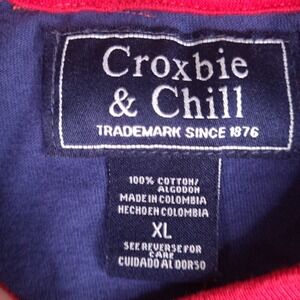 Croxbie
& Chill
TRADEMARK SINCE 1876
100% COTTON/
ALGODON
MADE IN COLOMBIA
HECHO EN COLOMBIA
XL
SEE REVERSE FOR
CARE
CUIDADO AL DORSO